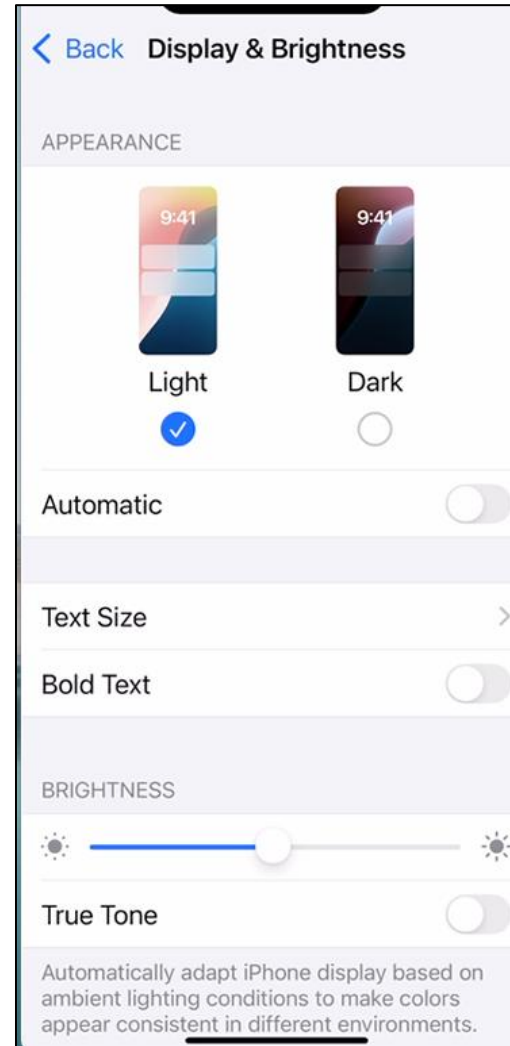 Back Display & Brightness
APPEARANCE
9:41 9:41
Light Dark
Automatic
Text Size
Bold Text
BRIGHTNESS
True Tone
Automatically adapt iPhone display based on
ambient lighting conditions to make colors
appear consistent in different environments.